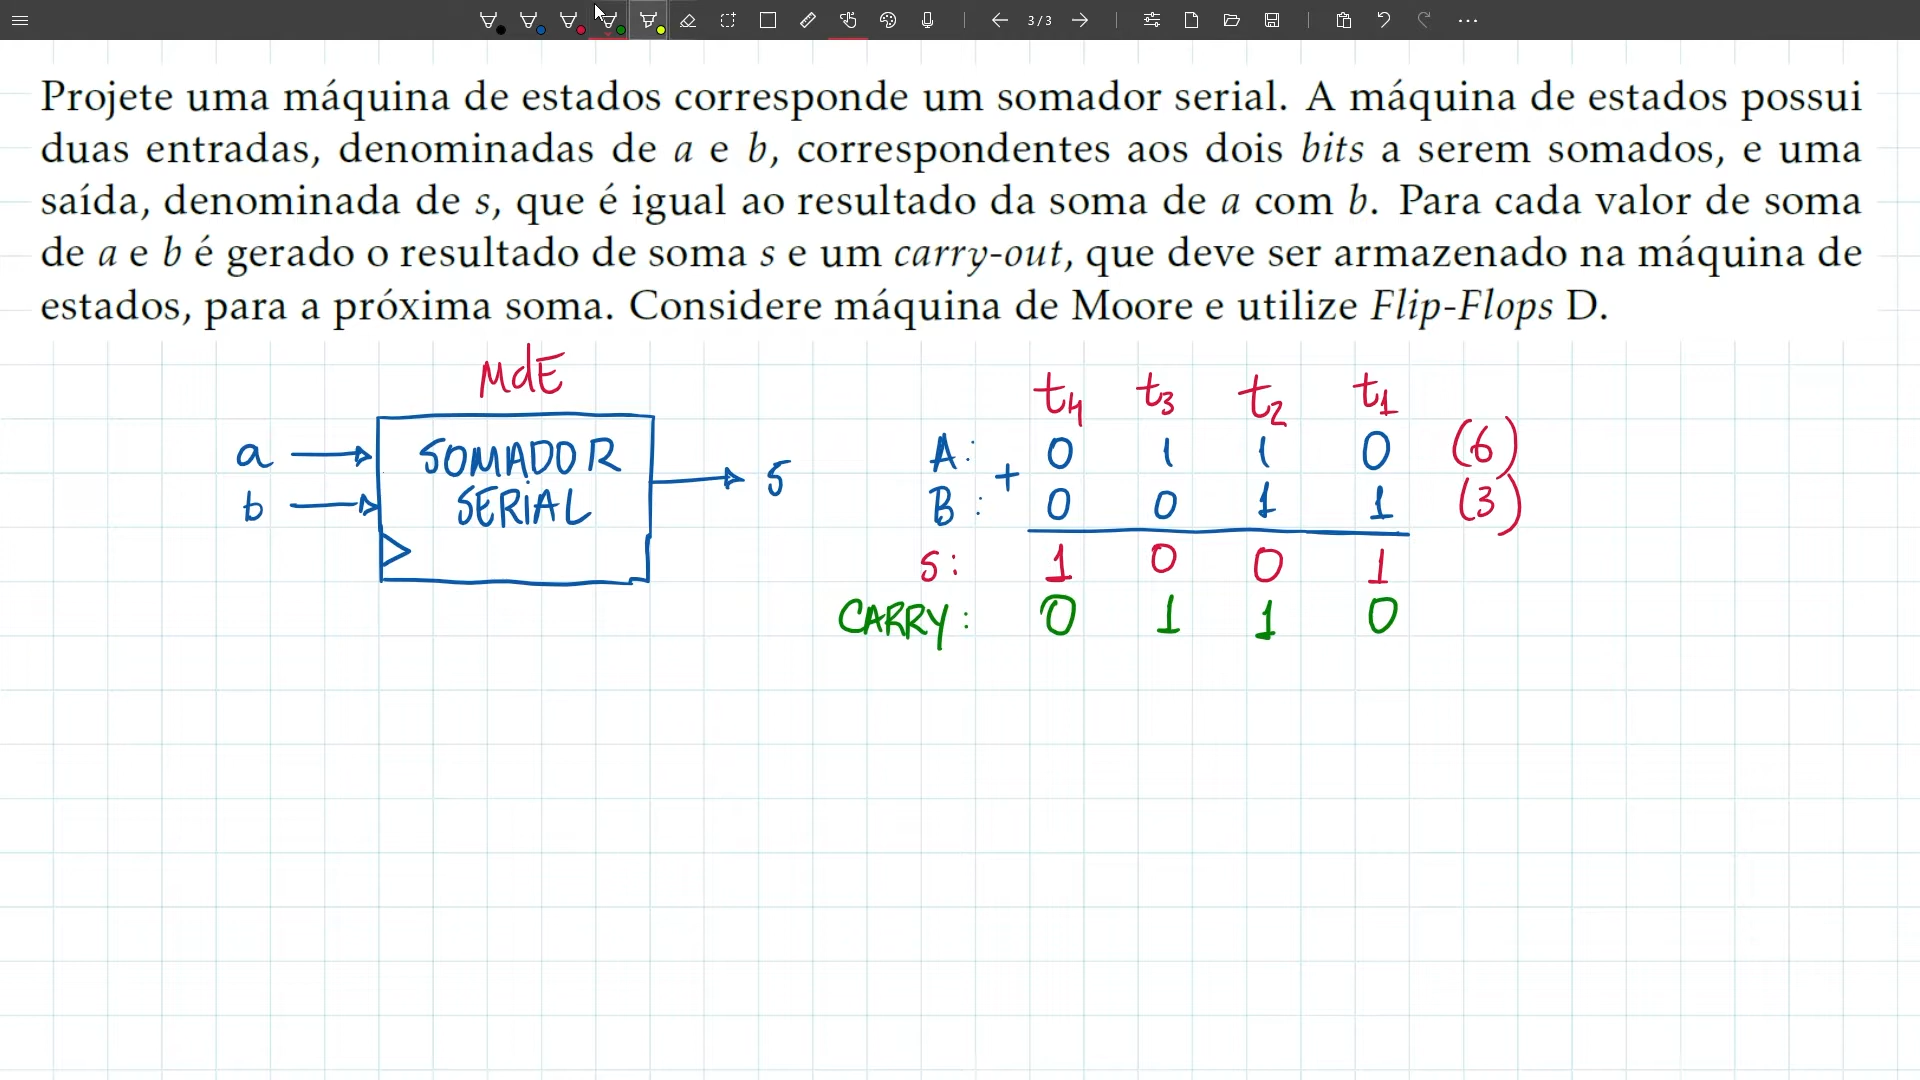 3/3
Projete uma máquina de estados corresponde um somador serial. A máquina de estados possui
duas entradas, denominadas de a e b, correspondentes aos dois bits a serem somados, e uma
saída, denominada de s, que é igual ao resultado da soma de a com b. Para cada valor de soma
de a e b é gerado o resultado de soma s e um carry-out, que deve ser armazenado na máquina de
estados, para a próxima soma. Considere máquina de Moore e utilize Flip-Flops D.
MdE
a
b
SOMADOR
SERIAL
s
t4 t3 t2 t1
A: 0 1 1 0 (6)
+
B: 0 0 1 1 (3)
s: 1 0 0 1
CARRY: 0 1 1 0